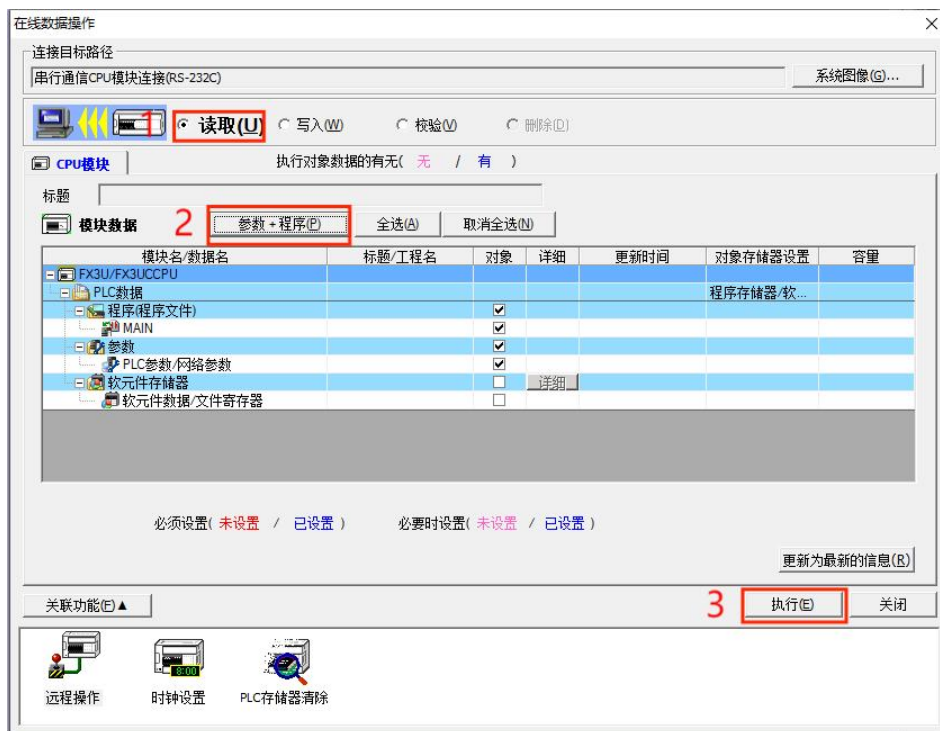 在线数据操作
连接目标路径
串行通信CPU模块连接(RS-232C)
系统图像(G)...
1 读取(U) 写入(W) 校验(V) 删除(D)
CPU模块 执行对象数据的有无( 无 / 有 )
标题
模块数据 2 参数+程序(P) 全选(A) 取消全选(N)
模块名/数据名 标题/工程名 对象 详细 更新时间 对象存储器设置 容量
FX3U/FX3UCCPU
PLC数据 程序存储器/软...
程序(程序文件)
MAIN
参数
PLC参数/网络参数
软元件存储器 详细
软元件数据/文件寄存器
必须设置( 未设置 / 已设置 ) 必要时设置( 未设置 / 已设置 )
更新为最新的信息(R)
关联功能(F)▲ 3 执行(E) 关闭
8:00
远程操作 时钟设置 PLC存储器清除